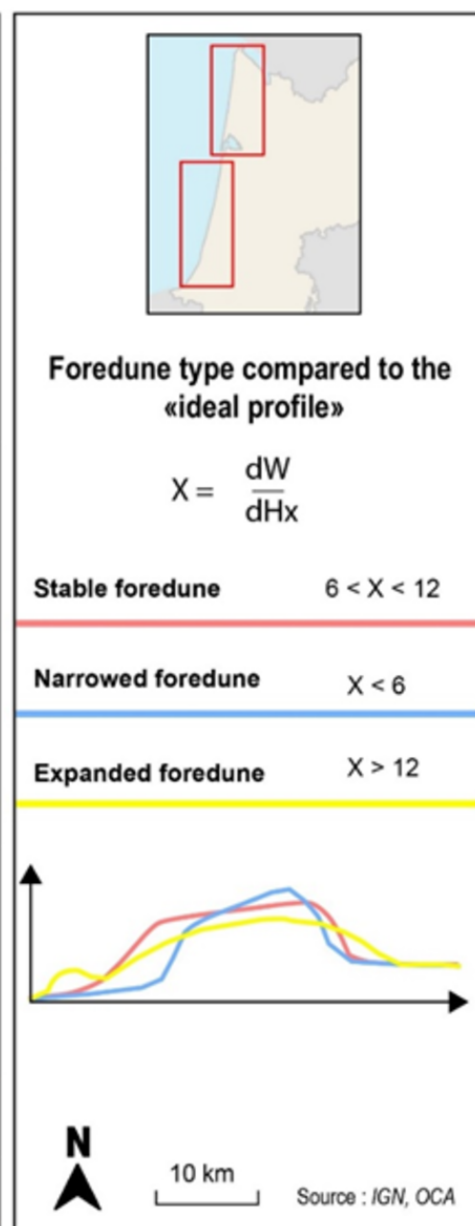 Foredune type compared to the
«ideal profile»
X = dW
dHx
Stable foredune 6 < X < 12
Narrowed foredune X < 6
Expanded foredune X > 12
N
10 km
Source : IGN, OCA